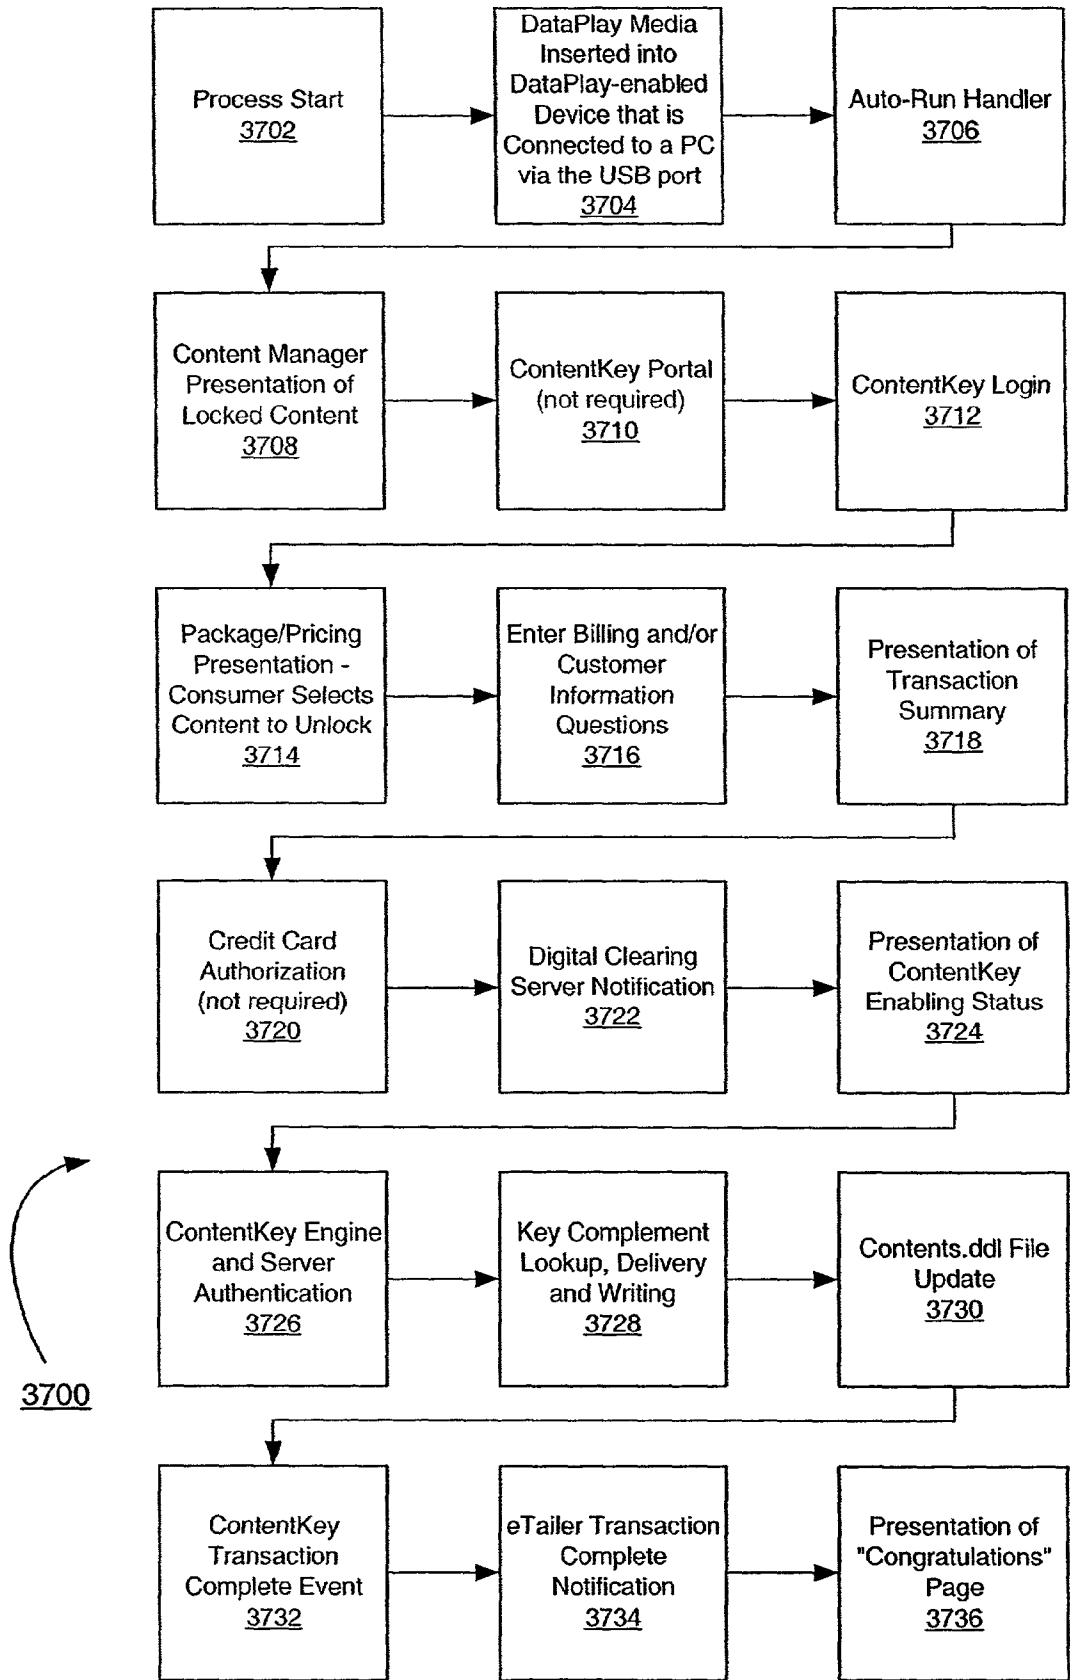 Process Start
3702
DataPlay Media
Inserted into
DataPlay-enabled
Device that is
Connected to a PC
via the USB port
3704
Auto-Run Handler
3706
Content Manager
Presentation of
Locked Content
3708
ContentKey Portal
(not required)
3710
ContentKey Login
3712
Package/Pricing
Presentation -
Consumer Selects
Content to Unlock
3714
Enter Billing and/or
Customer
Information
Questions
3716
Presentation of
Transaction
Summary
3718
Credit Card
Authorization
(not required)
3720
Digital Clearing
Server Notification
3722
Presentation of
ContentKey
Enabling Status
3724
ContentKey Engine
and Server
Authentication
3726
Key Complement
Lookup, Delivery
and Writing
3728
Contents.ddl File
Update
3730
3700
ContentKey
Transaction
Complete Event
3732
eTailer Transaction
Complete
Notification
3734
Presentation of
"Congratulations"
Page
3736